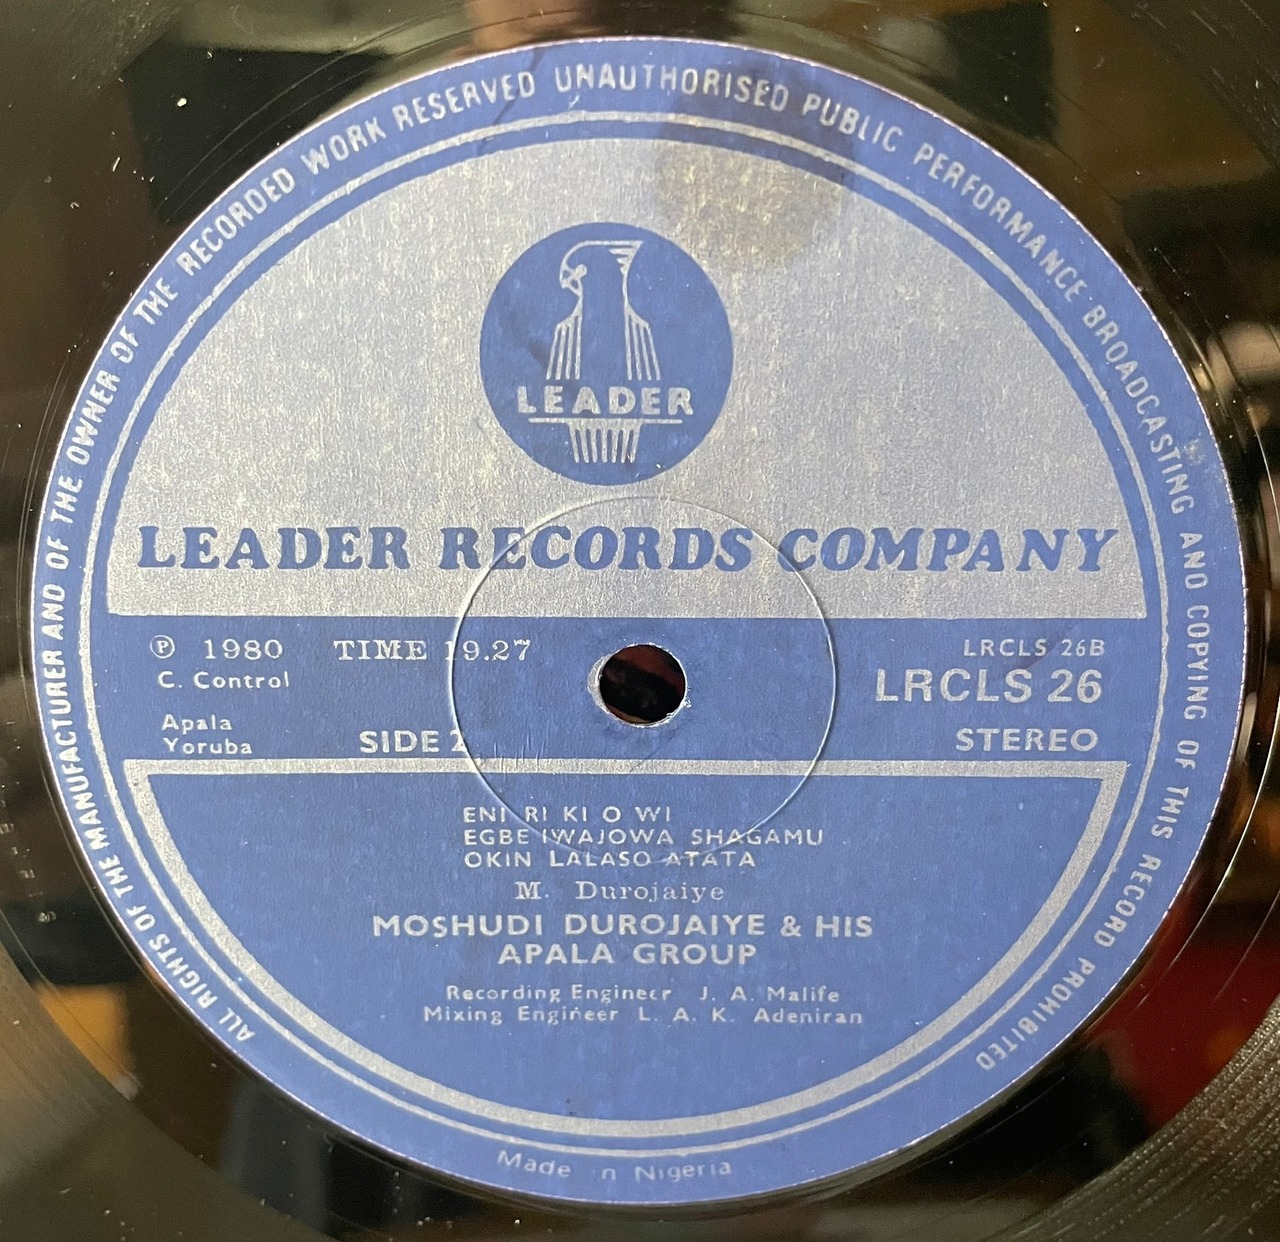 ALL RIGHTS OF THE MANUFACTURER AND OF THE OWNER OF THE RECORDED WORK RESERVED UNAUTHORISED PUBLIC PERFORMANCE BROADCASTING AND COPYING OF THIS RECORD PROHIBITED
LEADER
LEADER RECORDS COMPANY
Ⓟ 1980 TIME 19.27 LRCLS 26B
C. Control LRCLS 26
Apala
Yoruba SIDE 2 STEREO
ENI RI KI O WI
EGBE IWAJOWA SHAGAMU
OKIN LALASO ATATA
M. Durojaiye
MOSHUDI DUROJAIYE & HIS
APALA GROUP
Recording Engineer J. A. Malife
Mixing Engineer L. A. K. Adeniran
Made in Nigeria